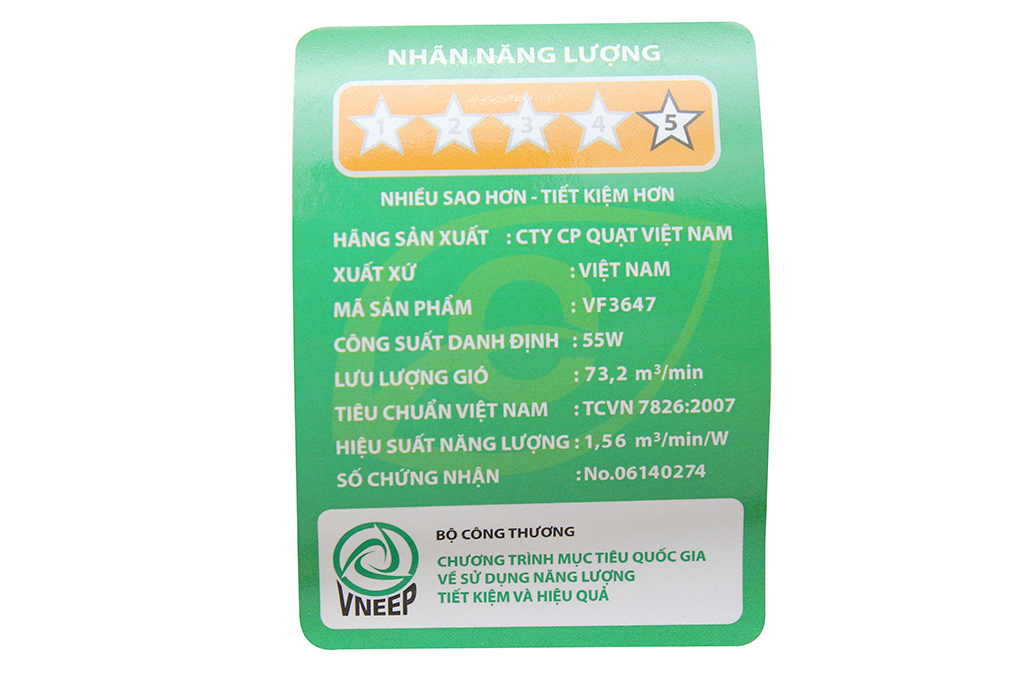 NHÃN NĂNG LƯỢNG
1 2 3 4 5
NHIỀU SAO HƠN - TIẾT KIỆM HƠN
HÃNG SẢN XUẤT : CTY CP QUẠT VIỆT NAM
XUẤT XỨ : VIỆT NAM
MÃ SẢN PHẨM : VF3647
CÔNG SUẤT DANH ĐỊNH : 55W
LƯU LƯỢNG GIÓ : 73,2 m³/min
TIÊU CHUẨN VIỆT NAM : TCVN 7826:2007
HIỆU SUẤT NĂNG LƯỢNG : 1,56 m³/min/W
SỐ CHỨNG NHẬN : No.06140274
BỘ CÔNG THƯƠNG
CHƯƠNG TRÌNH MỤC TIÊU QUỐC GIA
VỀ SỬ DỤNG NĂNG LƯỢNG
TIẾT KIỆM VÀ HIỆU QUẢ
VNEEP